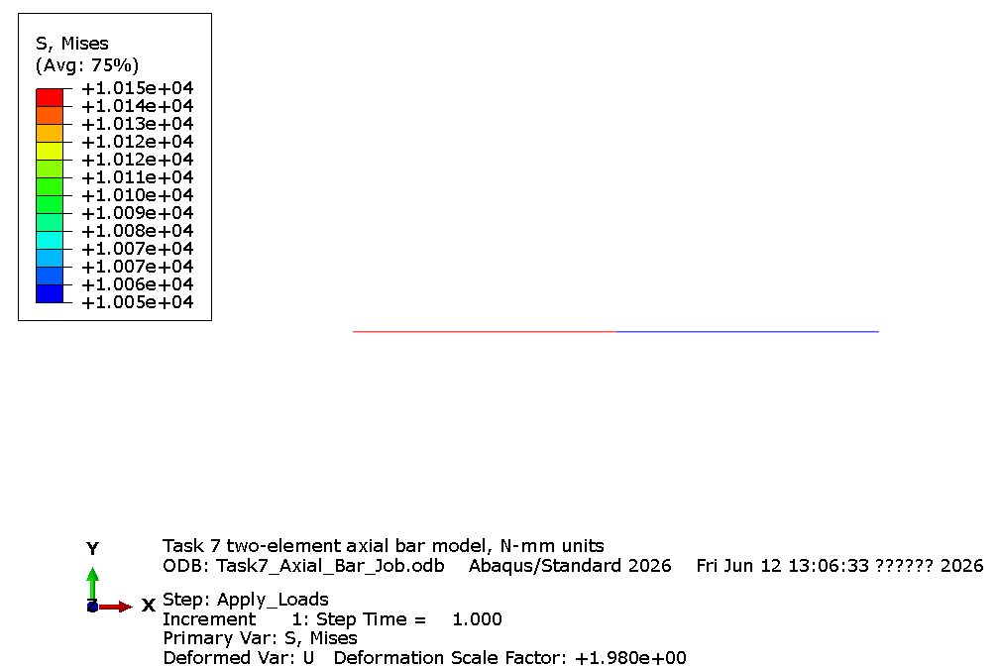 S, Mises
(Avg: 75%)
+1.015e+04
+1.014e+04
+1.013e+04
+1.012e+04
+1.012e+04
+1.011e+04
+1.010e+04
+1.009e+04
+1.008e+04
+1.007e+04
+1.007e+04
+1.006e+04
+1.005e+04
Y
Z
X
Task 7 two-element axial bar model, N-mm units
ODB: Task7_Axial_Bar_Job.odb Abaqus/Standard 2026 Fri Jun 12 13:06:33 ?????? 2026
Step: Apply_Loads
Increment 1: Step Time = 1.000
Primary Var: S, Mises
Deformed Var: U Deformation Scale Factor: +1.980e+00